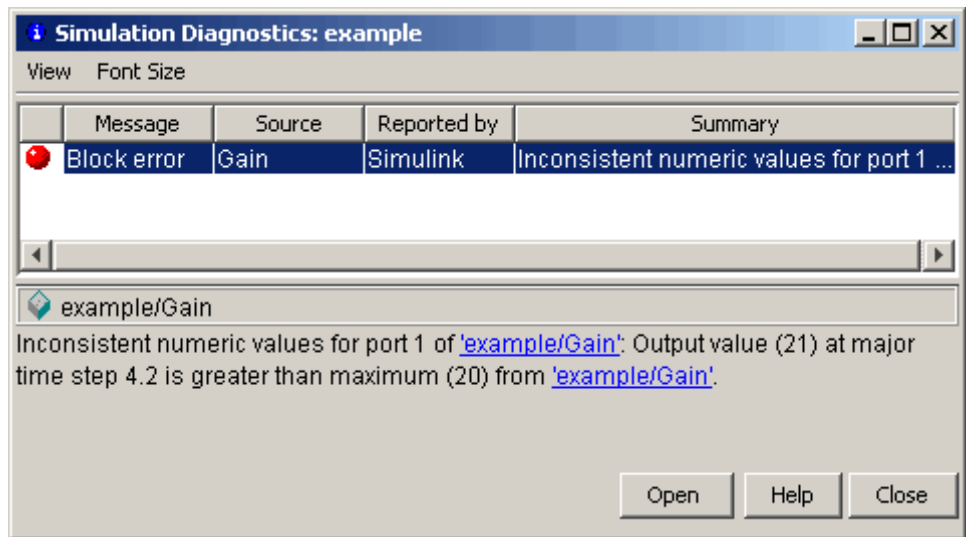 Simulation Diagnostics: example
View Font Size
Message Source Reported by Summary
Block error Gain Simulink Inconsistent numeric values for port 1 ...
example/Gain
Inconsistent numeric values for port 1 of 'example/Gain': Output value (21) at major
time step 4.2 is greater than maximum (20) from 'example/Gain'.
Open Help Close